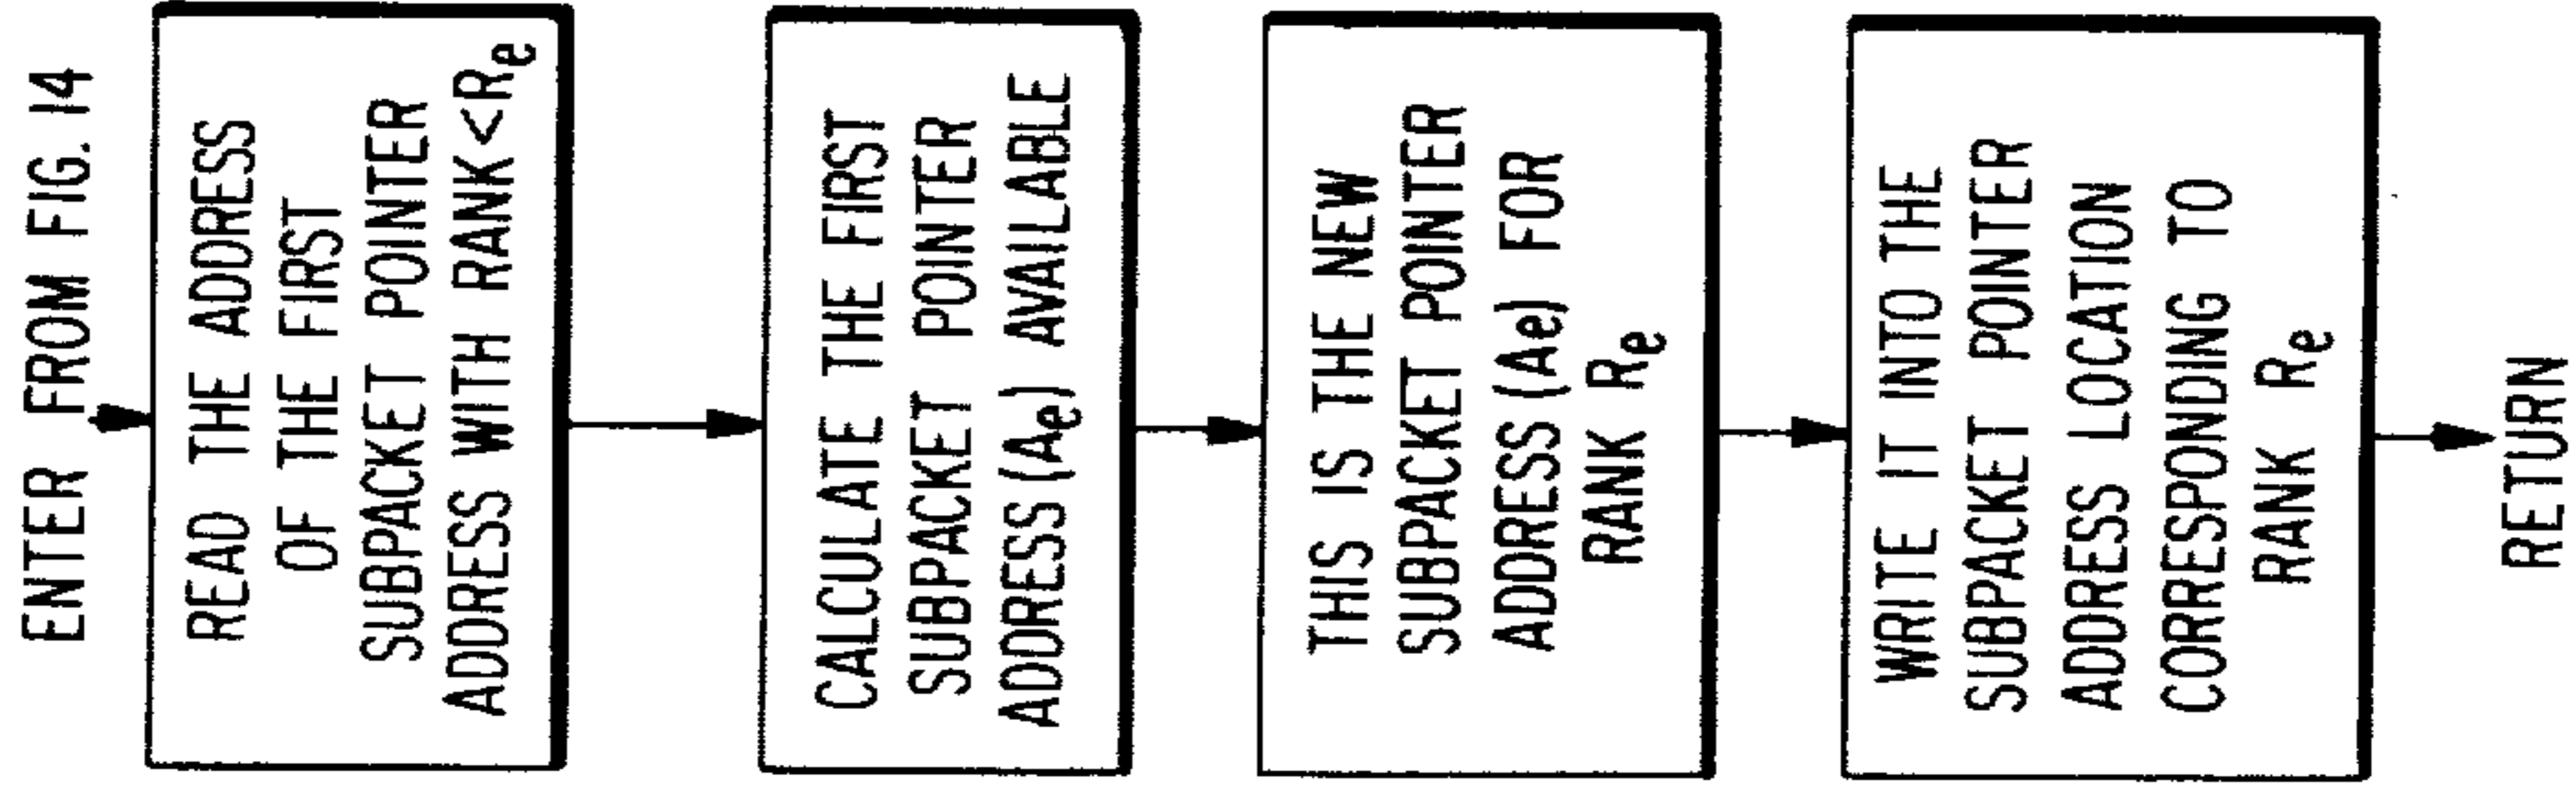 ENTER FROM FIG. 14
READ THE ADDRESS
OF THE FIRST
SUBPACKET POINTER
ADDRESS WITH RANK<Re
CALCULATE THE FIRST
SUBPACKET POINTER
ADDRESS (Ae) AVAILABLE
THIS IS THE NEW
SUBPACKET POINTER
ADDRESS (Ae) FOR
RANK Re
WRITE IT INTO THE
SUBPACKET POINTER
ADDRESS LOCATION
CORRESPONDING TO
RANK Re
RETURN